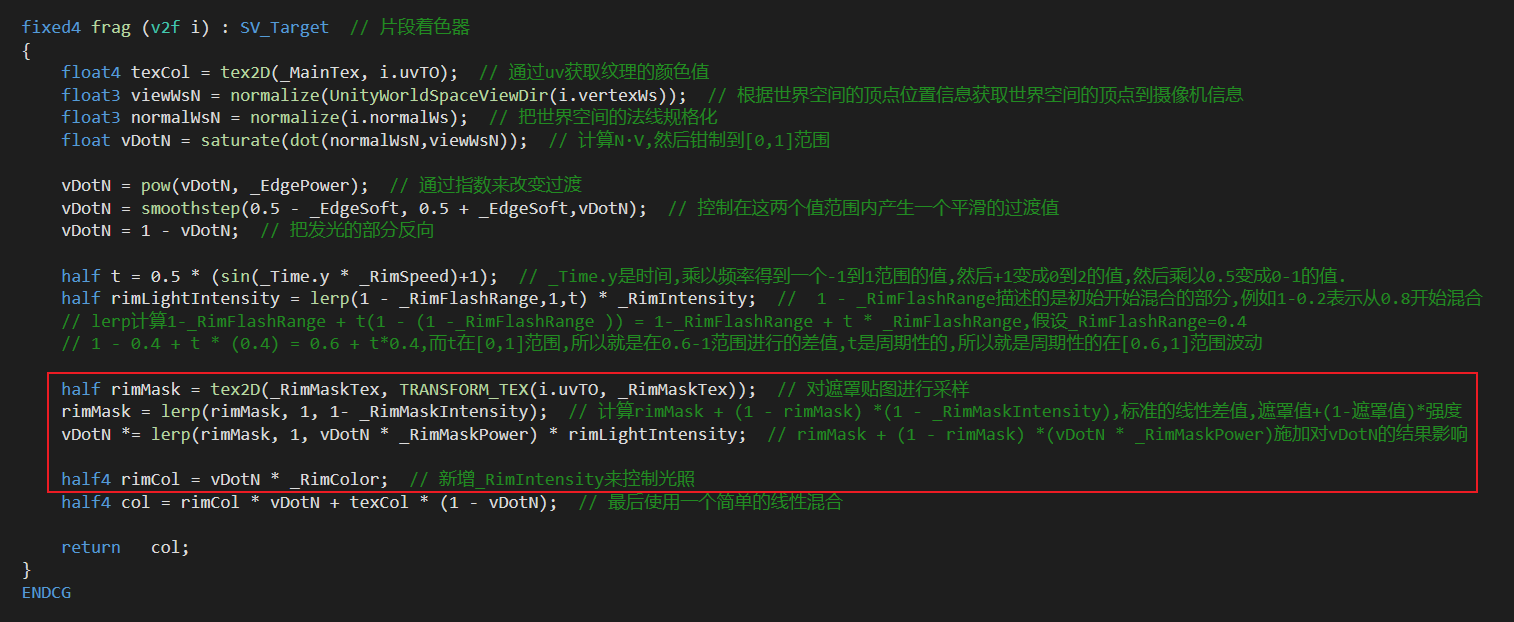 fixed4 frag (v2f i) : SV_Target  // 片段着色器
{
    float4 texCol = tex2D(_MainTex, i.uvTO);  // 通过uv获取纹理的颜色值
    float3 viewWsN = normalize(UnityWorldSpaceViewDir(i.vertexWs));  // 根据世界空间的顶点位置信息获取世界空间的顶点到摄像机信息
    float3 normalWsN = normalize(i.normalWs);  // 把世界空间的法线规格化
    float vDotN = saturate(dot(normalWsN,viewWsN));  // 计算N·V,然后钳制到[0,1]范围
    vDotN = pow(vDotN, _EdgePower);  // 通过指数来改变过渡
    vDotN = smoothstep(0.5 - _EdgeSoft, 0.5 + _EdgeSoft,vDotN);  // 控制在这两个值范围内产生一个平滑的过渡值
    vDotN = 1 - vDotN;  // 把发光的部分反向
    half t = 0.5 * (sin(_Time.y * _RimSpeed)+1);  // _Time.y是时间,乘以频率得到一个-1到1范围的值,然后+1变成0到2的值,然后乘以0.5变成0-1的值.
    half rimLightIntensity = lerp(1 - _RimFlashRange,1,t) * _RimIntensity;  //  1 - _RimFlashRange描述的是初始开始混合的部分,例如1-0.2表示从0.8开始混合
    // lerp计算1-_RimFlashRange + t(1 - (1 -_RimFlashRange )) = 1-_RimFlashRange + t * _RimFlashRange,假设_RimFlashRange=0.4
    // 1 - 0.4 + t * (0.4) = 0.6 + t*0.4,而t在[0,1]范围,所以就是在0.6-1范围进行的差值,t是周期性的,所以就是周期性的在[0.6,1]范围波动
    half rimMask = tex2D(_RimMaskTex, TRANSFORM_TEX(i.uvTO, _RimMaskTex));  // 对遮罩贴图进行采样
    rimMask = lerp(rimMask, 1, 1- _RimMaskIntensity);  // 计算rimMask + (1 - rimMask) *(1 - _RimMaskIntensity),标准的线性差值,遮罩值+(1-遮罩值)*强度
    vDotN *= lerp(rimMask, 1, vDotN * _RimMaskPower) * rimLightIntensity;  // rimMask + (1 - rimMask) *(vDotN * _RimMaskPower)施加对vDotN的结果影响
    half4 rimCol = vDotN * _RimColor;  // 新增_RimIntensity来控制光照
    half4 col = rimCol * vDotN + texCol * (1 - vDotN);  // 最后使用一个简单的线性混合
    return   col;
}
ENDCG